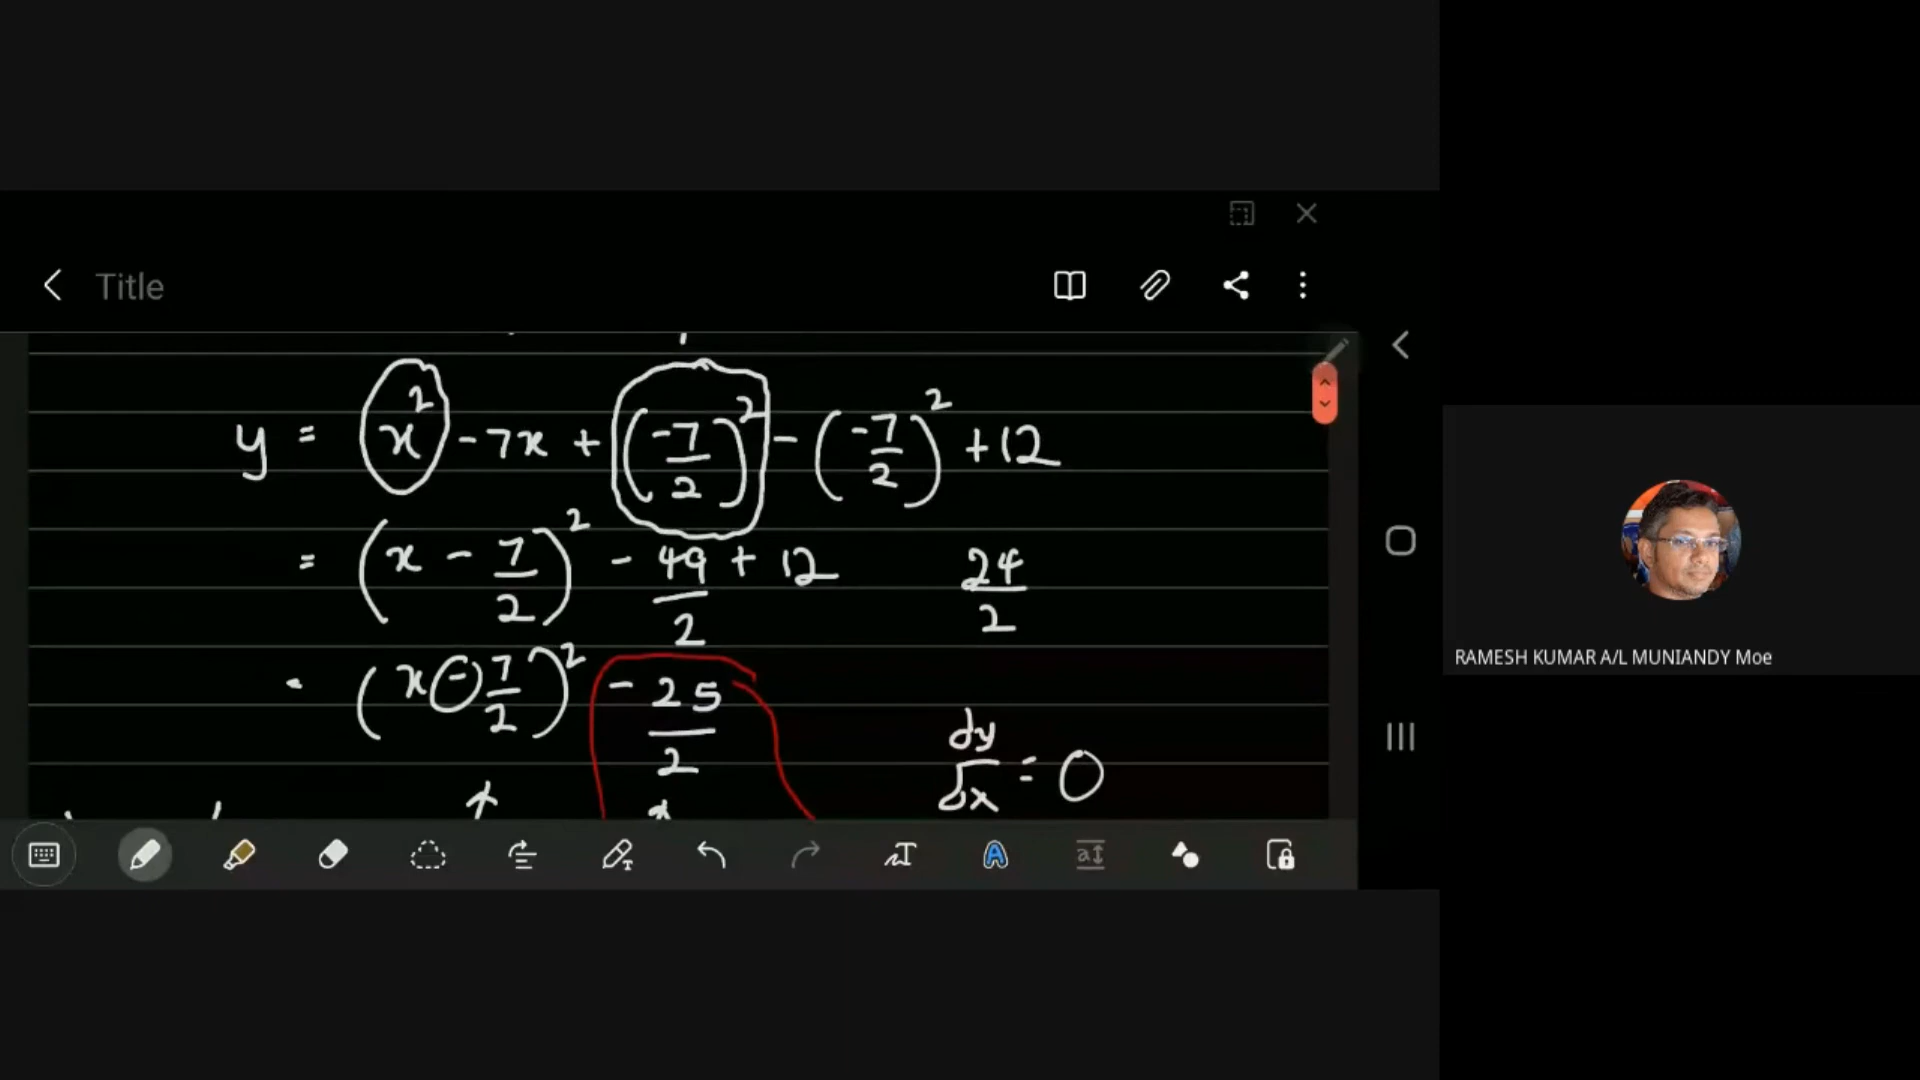 Title
y = x² - 7x + (-7/2)² - (-7/2)² + 12
= (x - 7/2)² - 49/2 + 12 24/2
= (x - 7/2)² - 25/2
dy/dx = 0
RAMESH KUMAR A/L MUNIANDY Moe